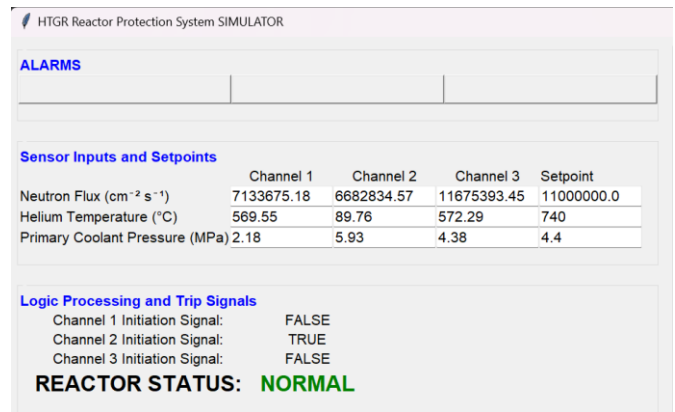 HTGR Reactor Protection System SIMULATOR
ALARMS
Sensor Inputs and Setpoints
Channel 1 Channel 2 Channel 3 Setpoint
Neutron Flux (cm⁻² s⁻¹) 7133675.18 6682834.57 11675393.45 11000000.0
Helium Temperature (°C) 569.55 89.76 572.29 740
Primary Coolant Pressure (MPa) 2.18 5.93 4.38 4.4
Logic Processing and Trip Signals
Channel 1 Initiation Signal: FALSE
Channel 2 Initiation Signal: TRUE
Channel 3 Initiation Signal: FALSE
REACTOR STATUS: NORMAL